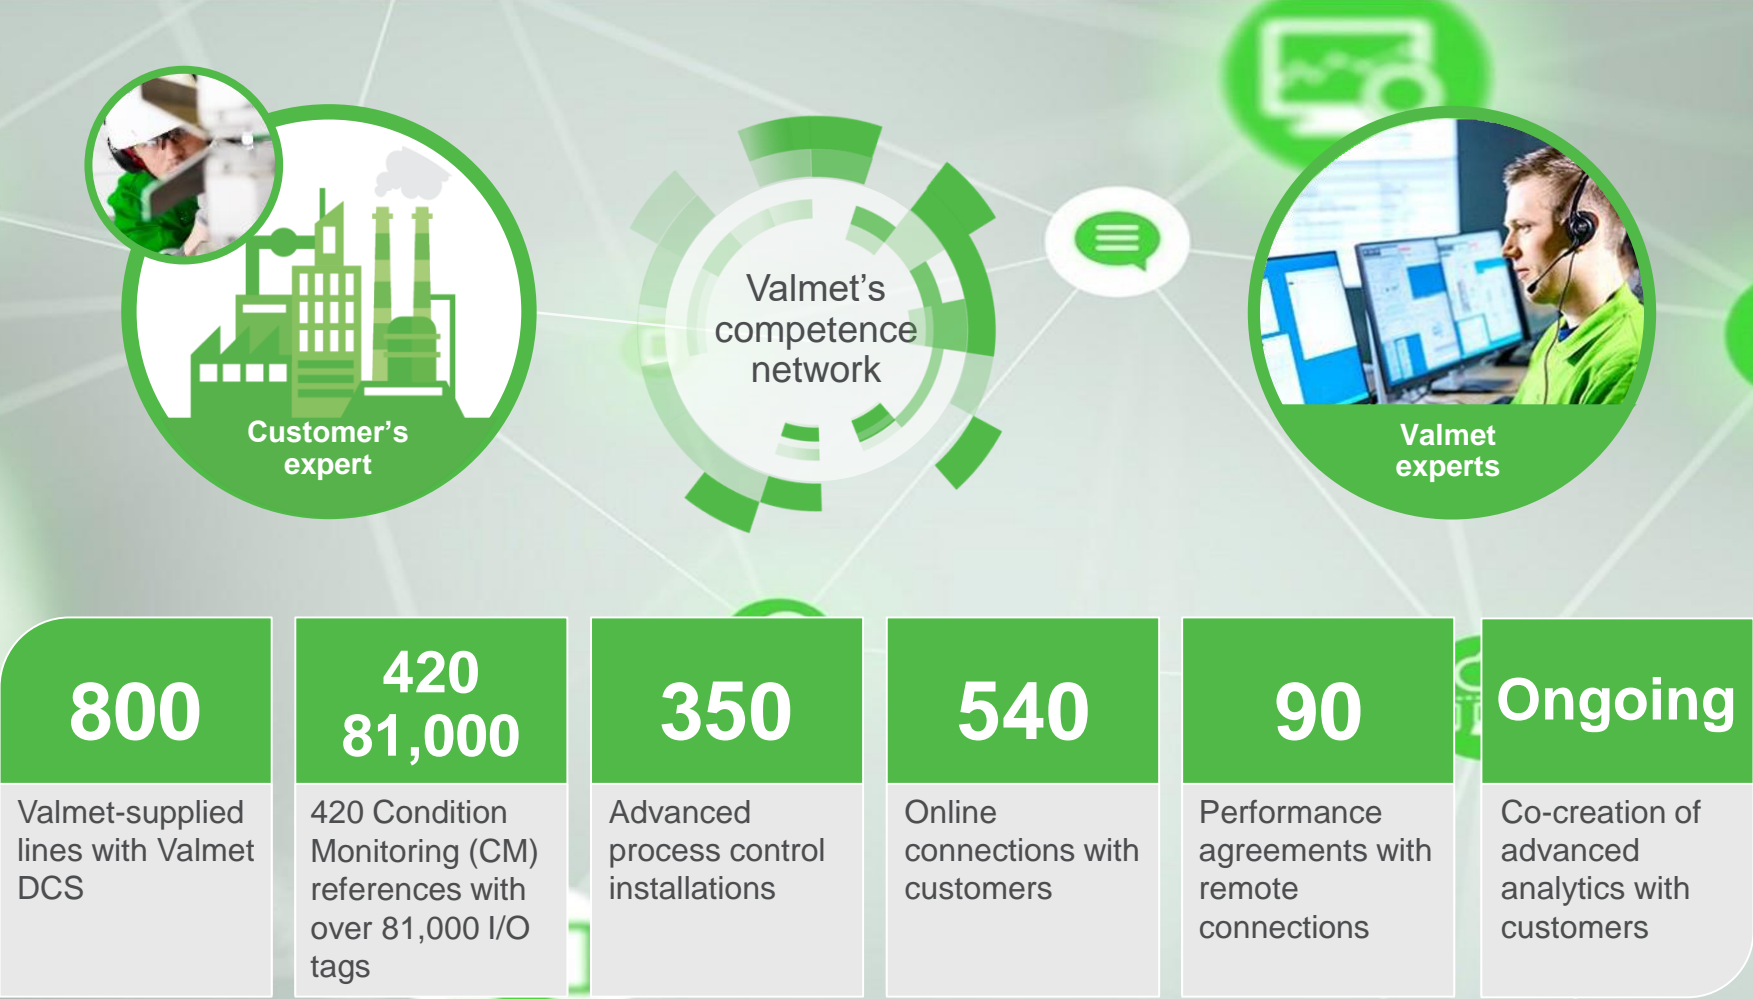 Valmet’s
competence
network
Customer’s
expert
Valmet
experts
800
Valmet-supplied
lines with Valmet
DCS
420
81,000
420 Condition
Monitoring (CM)
references with
over 81,000 I/O
tags
350
Advanced
process control
installations
540
Online
connections with
customers
90
Performance
agreements with
remote
connections
Ongoing
Co-creation of
advanced
analytics with
customers